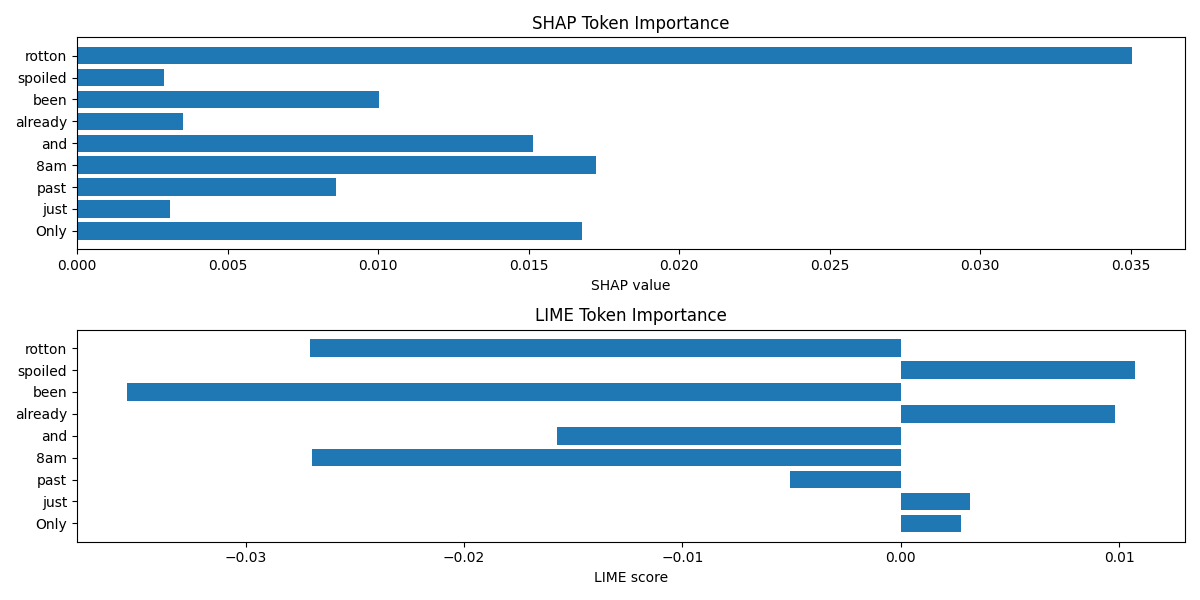 SHAP Token Importance
rotton
spoiled
been
already
and
8am
past
just
Only
0.000 0.005 0.010 0.015 0.020 0.025 0.030 0.035
SHAP value
LIME Token Importance
rotton
spoiled
been
already
and
8am
past
just
Only
−0.03 −0.02 −0.01 0.00 0.01
LIME score